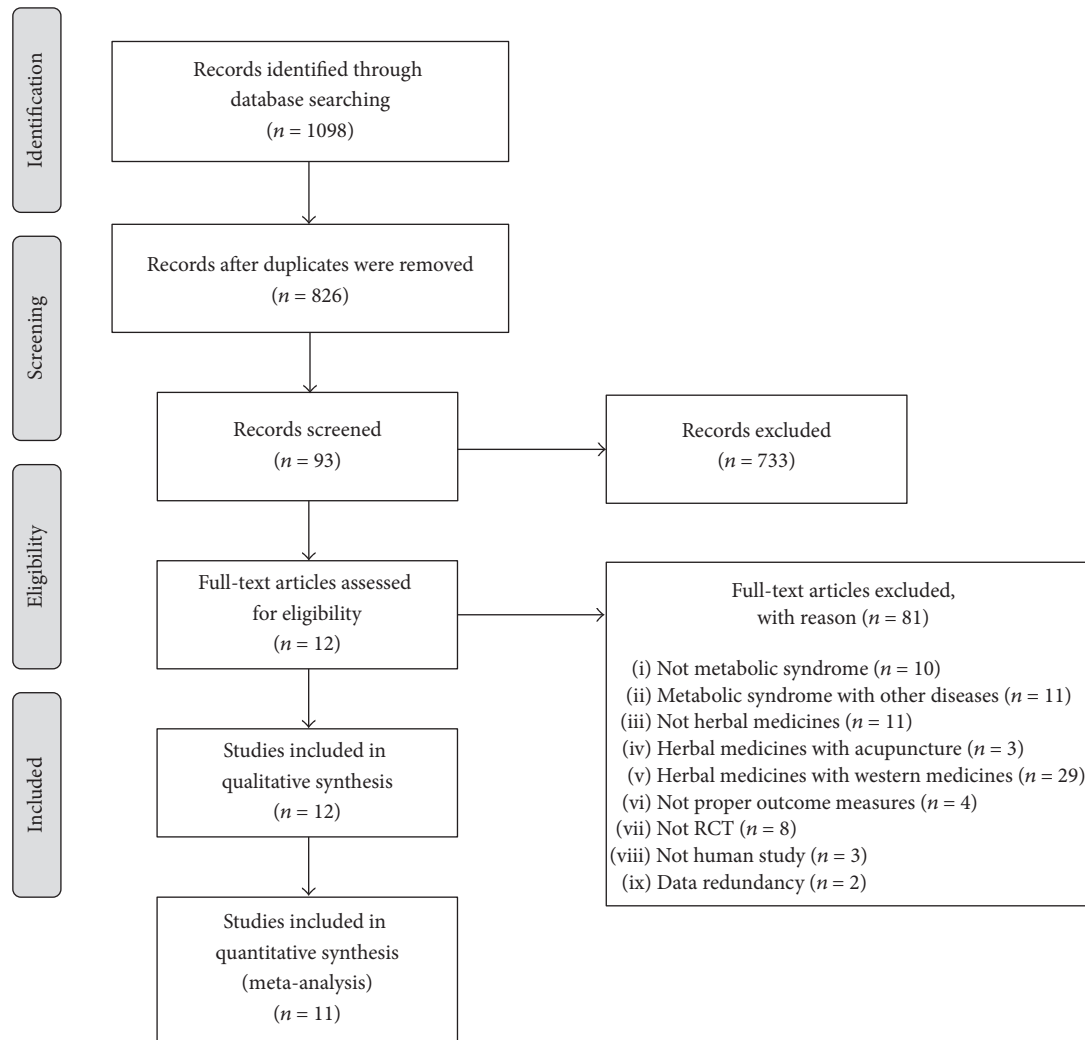 Identification
Records identified through
database searching
(n = 1098)
Screening
Records after duplicates were removed
(n = 826)
Records screened
(n = 93)
Records excluded
(n = 733)
Eligibility
Full-text articles assessed
for eligibility
(n = 12)
Full-text articles excluded,
with reason (n = 81)
(i) Not metabolic syndrome (n = 10)
(ii) Metabolic syndrome with other diseases (n = 11)
(iii) Not herbal medicines (n = 11)
(iv) Herbal medicines with acupuncture (n = 3)
(v) Herbal medicines with western medicines (n = 29)
(vi) Not proper outcome measures (n = 4)
(vii) Not RCT (n = 8)
(viii) Not human study (n = 3)
(ix) Data redundancy (n = 2)
Included
Studies included in
qualitative synthesis
(n = 12)
Studies included in
quantitative synthesis
(meta-analysis)
(n = 11)